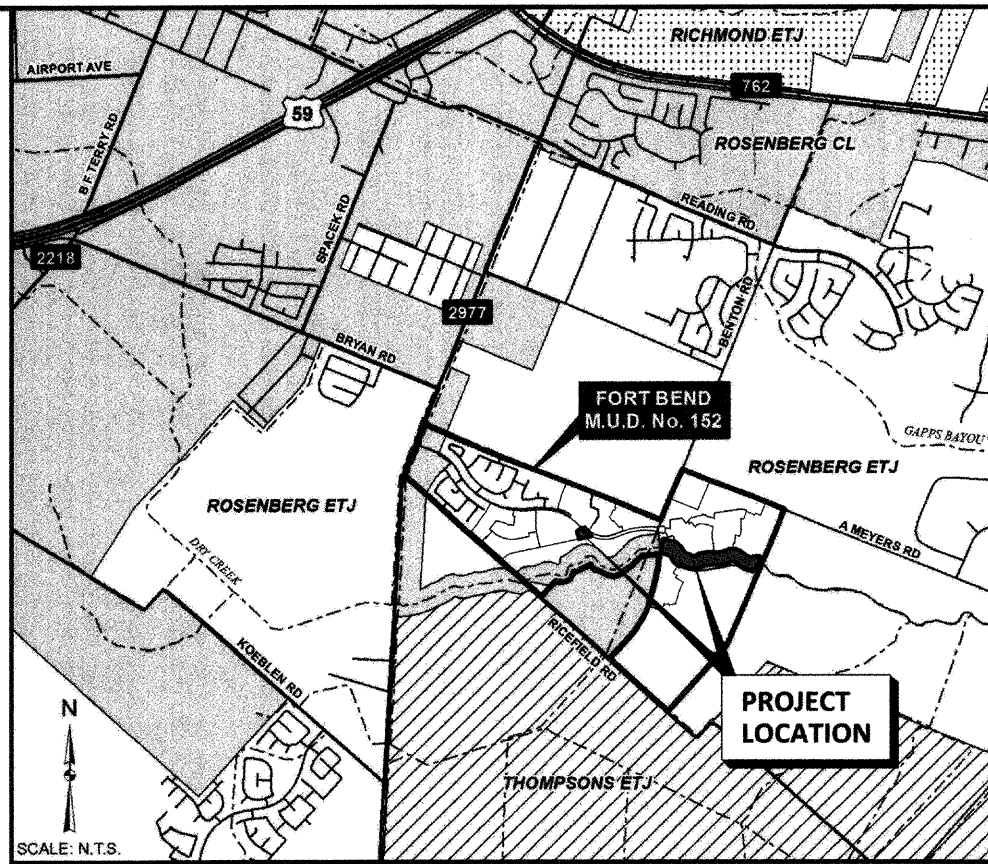 RICHMOND ETJ
AIRPORT AVE
762
59
ROSENBERG CL
B F TERRY RD
SPACEK RD
READING RD.
2218
2977
BENTON RD
BRYAN RD
FORT BEND
M.U.D. No. 152
GAPPS BAYOU
ROSENBERG ETJ
ROSENBERG ETJ
A MEYERS RD
DRY CREEK
RICEFIELD RD
KOEBLEN RD
N
PROJECT
LOCATION
THOMPSONS ETJ
SCALE: N.T.S.